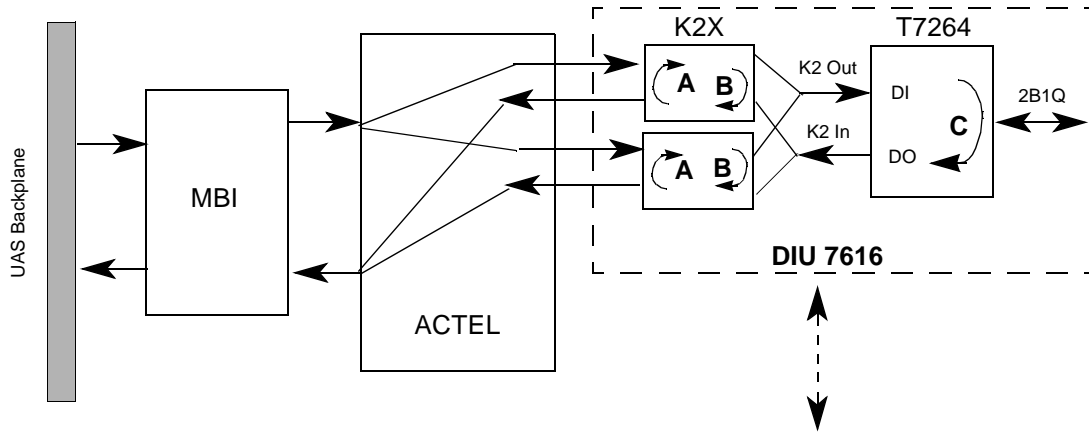 K2X
T7264
A
B
K2 Out
DI
2B1Q
C
K2 In
DO
A
B
UAS Backplane
MBI
DIU 7616
ACTEL